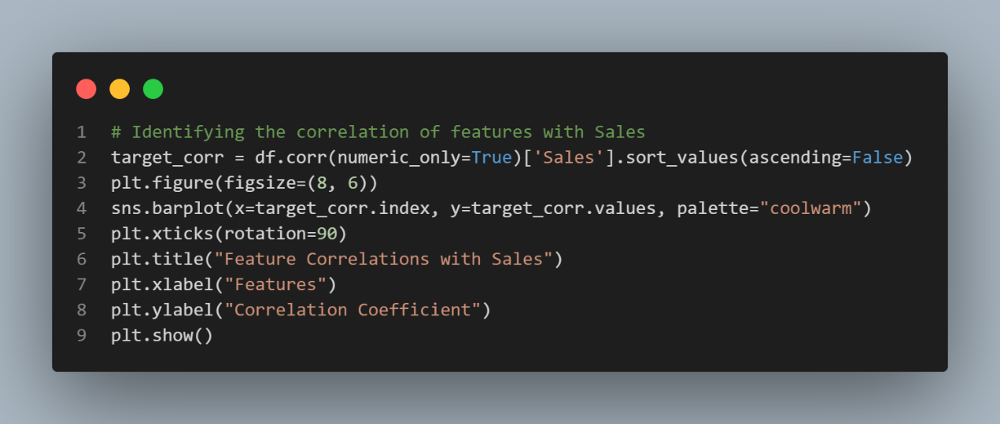 1 # Identifying the correlation of features with Sales
2 target_corr = df.corr(numeric_only=True)['Sales'].sort_values(ascending=False)
3 plt.figure(figsize=(8, 6))
4 sns.barplot(x=target_corr.index, y=target_corr.values, palette="coolwarm")
5 plt.xticks(rotation=90)
6 plt.title("Feature Correlations with Sales")
7 plt.xlabel("Features")
8 plt.ylabel("Correlation Coefficient")
9 plt.show()